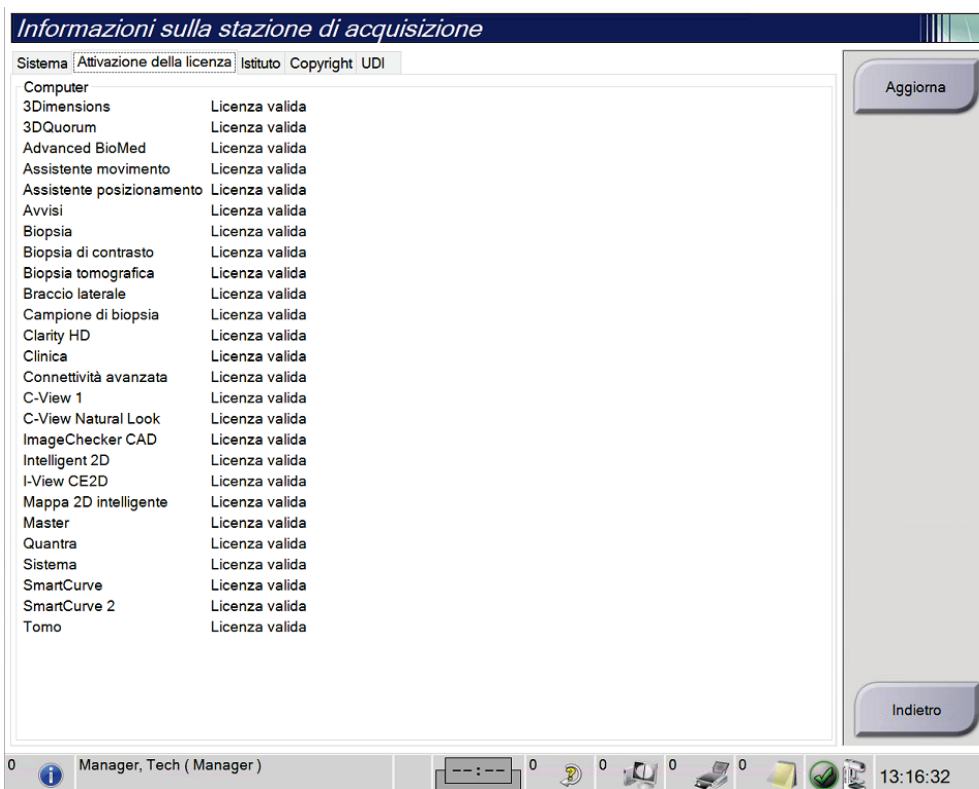 Informazioni sulla stazione di acquisizione
Sistema Attivazione della licenza Istituto Copyright UDI
Aggiorna
Computer
3Dimensions Licenza valida
3DQuorum Licenza valida
Advanced BioMed Licenza valida
Assistente movimento Licenza valida
Assistente posizionamento Licenza valida
Avvisi Licenza valida
Biopsia Licenza valida
Biopsia di contrasto Licenza valida
Biopsia tomografica Licenza valida
Braccio laterale Licenza valida
Campione di biopsia Licenza valida
Clarity HD Licenza valida
Clinica Licenza valida
Connettività avanzata Licenza valida
C-View 1 Licenza valida
C-View Natural Look Licenza valida
ImageChecker CAD Licenza valida
Intelligent 2D Licenza valida
I-View CE2D Licenza valida
Mappa 2D intelligente Licenza valida
Master Licenza valida
Quantra Licenza valida
Sistema Licenza valida
SmartCurve Licenza valida
SmartCurve 2 Licenza valida
Tomo Licenza valida
Indietro
0 Manager, Tech ( Manager ) --:-- 0 0 0 0 13:16:32